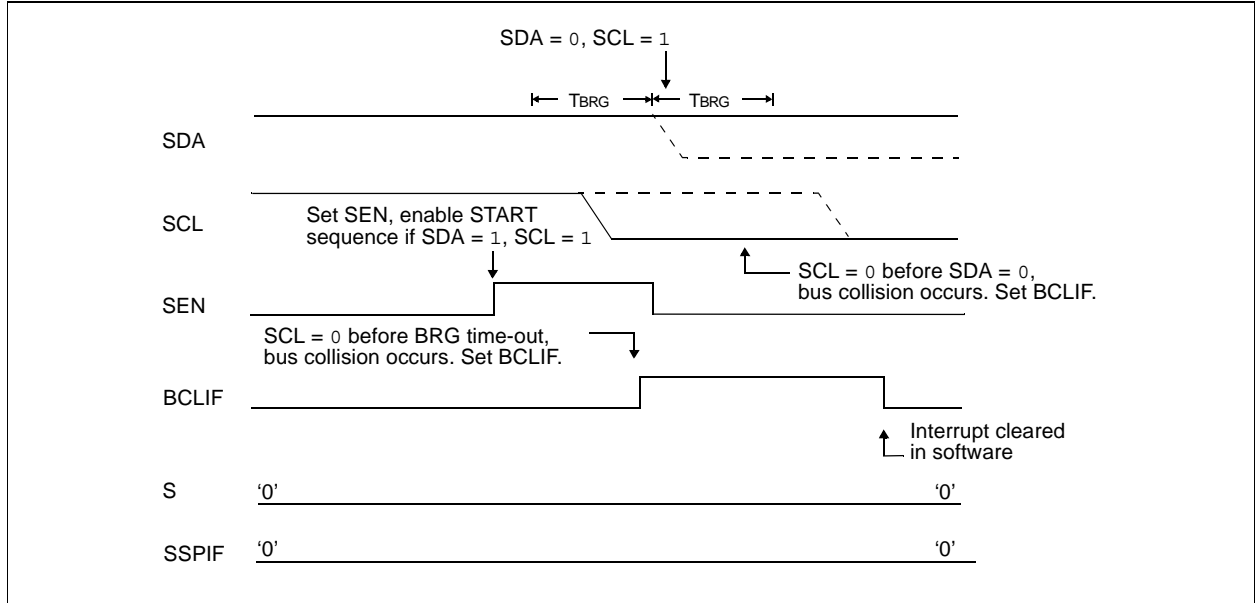 SDA = 0, SCL = 1
TBRG TBRG
SDA
SCL
Set SEN, enable START
sequence if SDA = 1, SCL = 1
SCL = 0 before SDA = 0,
bus collision occurs. Set BCLIF.
SEN
SCL = 0 before BRG time-out,
bus collision occurs. Set BCLIF.
BCLIF
Interrupt cleared
in software
S ‘0’ ‘0’
SSPIF ‘0’ ‘0’